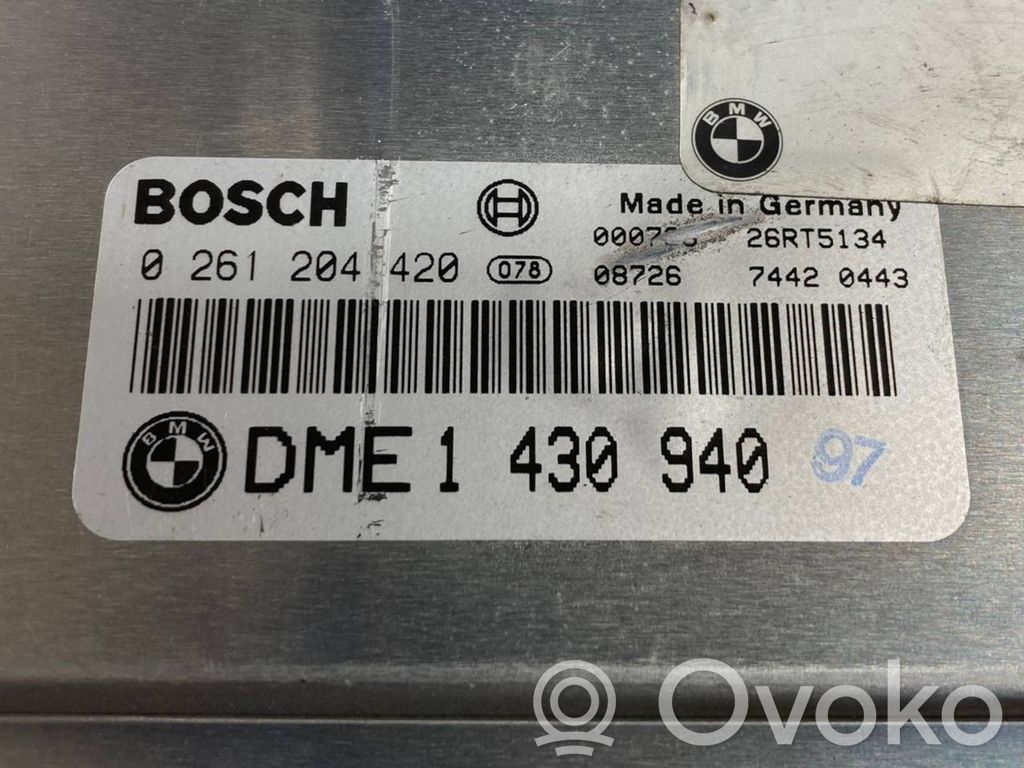 BMW
BOSCH
Made in Germany
26RT5134
0 261 204 420
078
08726 7442 0443
BMW
DME 1 430 940 97
Ovoko